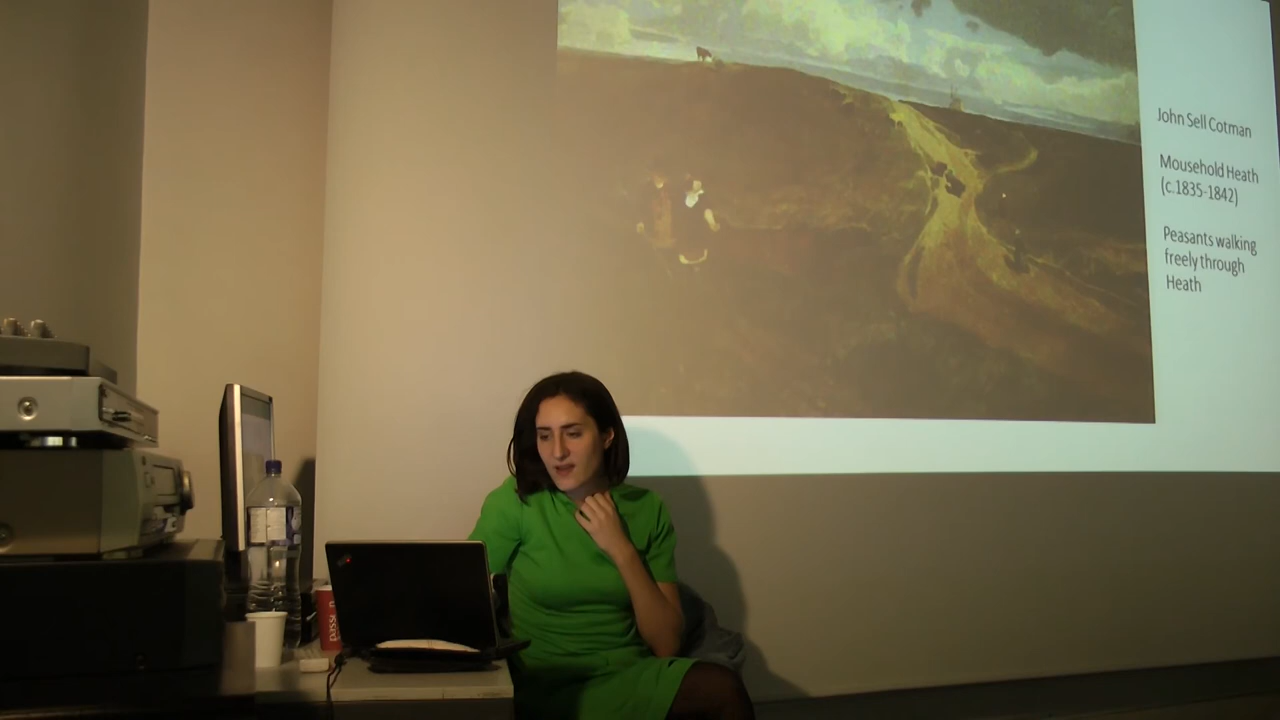 John Sell Cotman
Mousehold Heath
(c.1835-1842)
Peasants walking
freely through
Heath